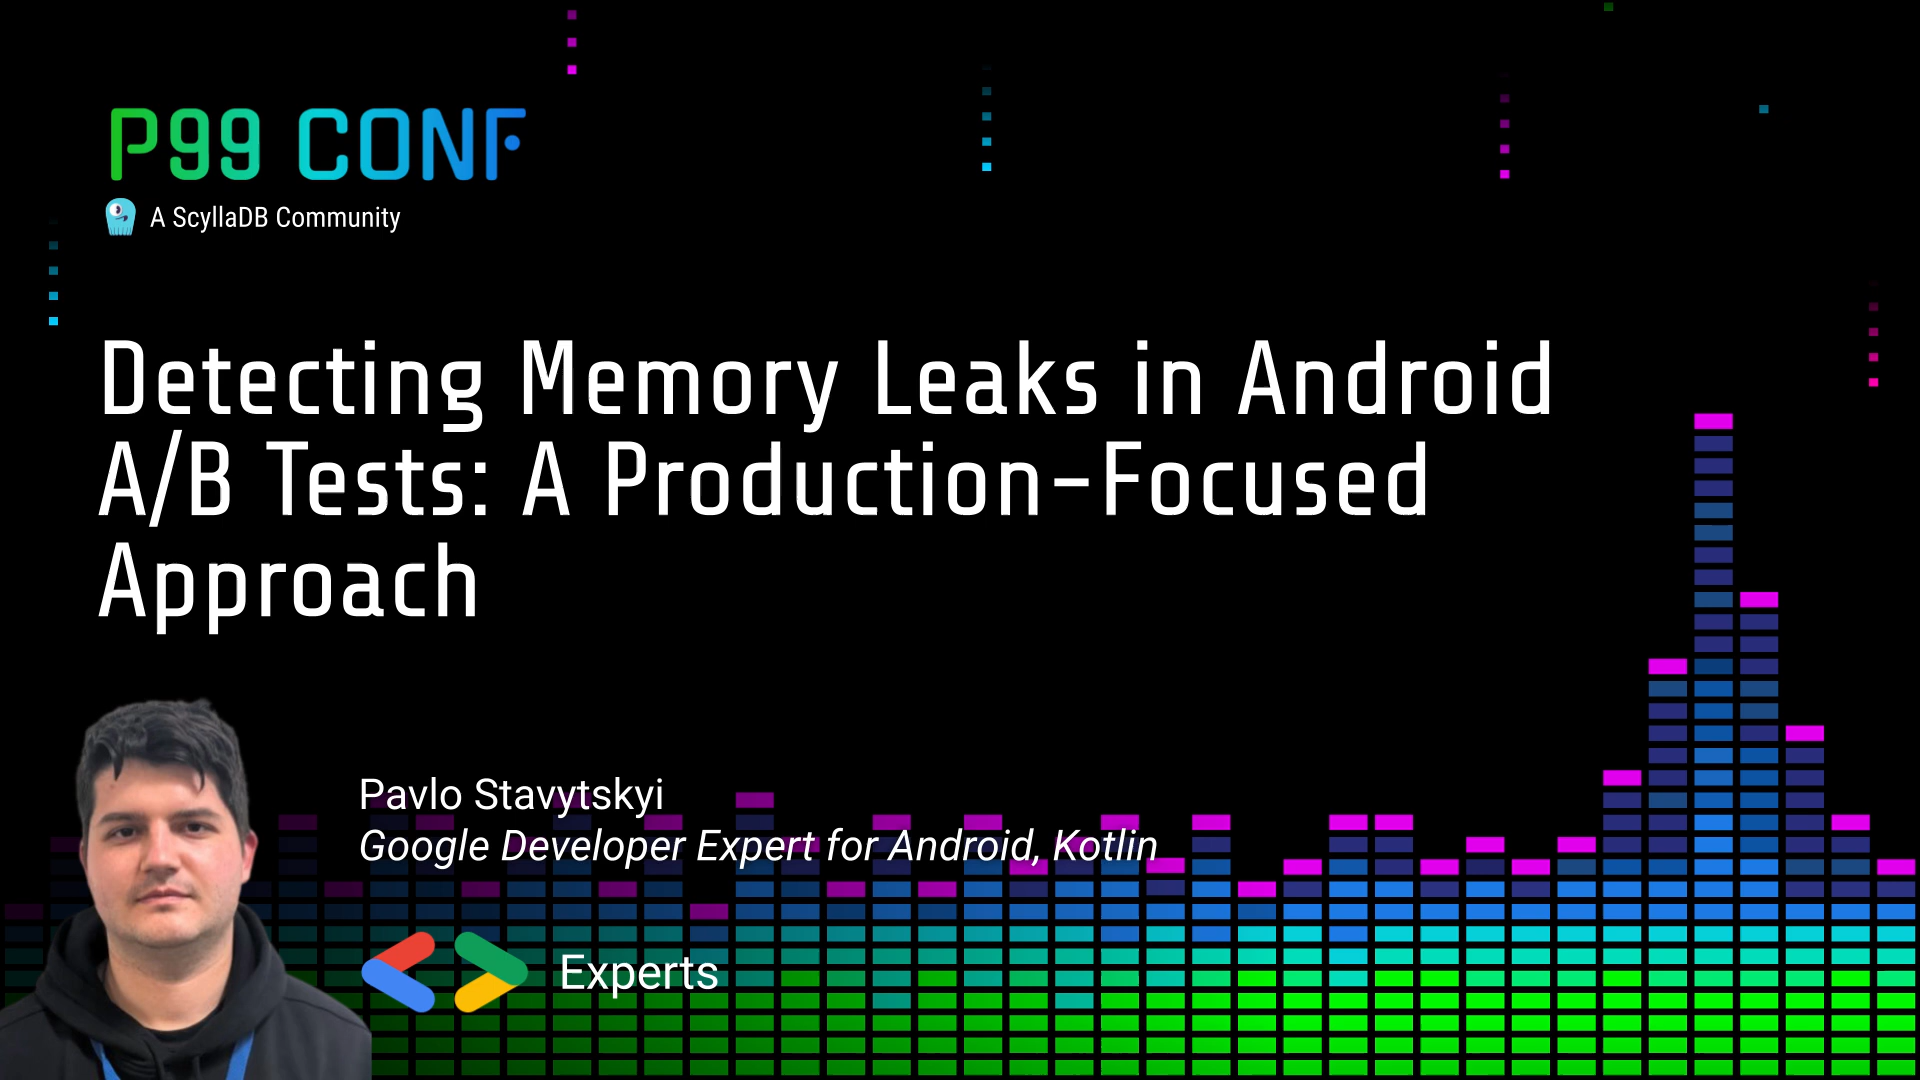 P99 CONF
A ScyllaDB Community
Detecting Memory Leaks in Android
A/B Tests: A Production-Focused
Approach
Pavlo Stavytskyi
Google Developer Expert for Android, Kotlin
Experts